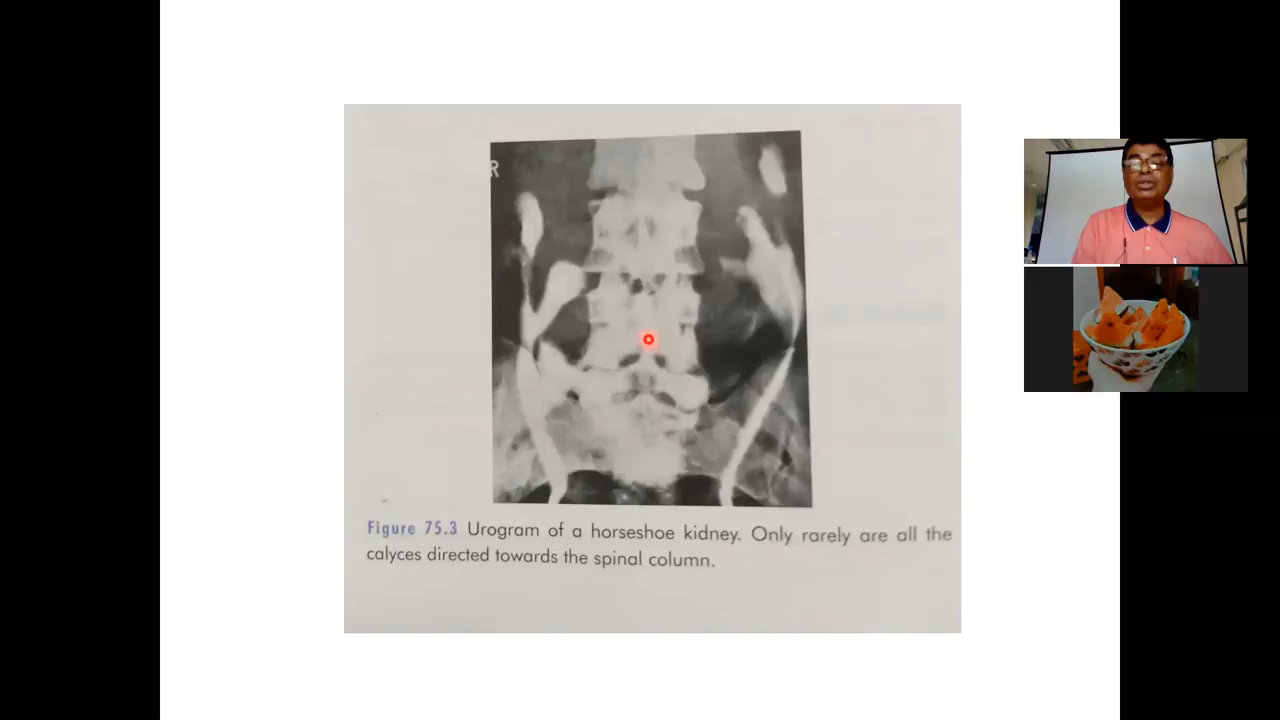 R
Figure 75.3 Urogram of a horseshoe kidney. Only rarely are all the
calyces directed towards the spinal column.